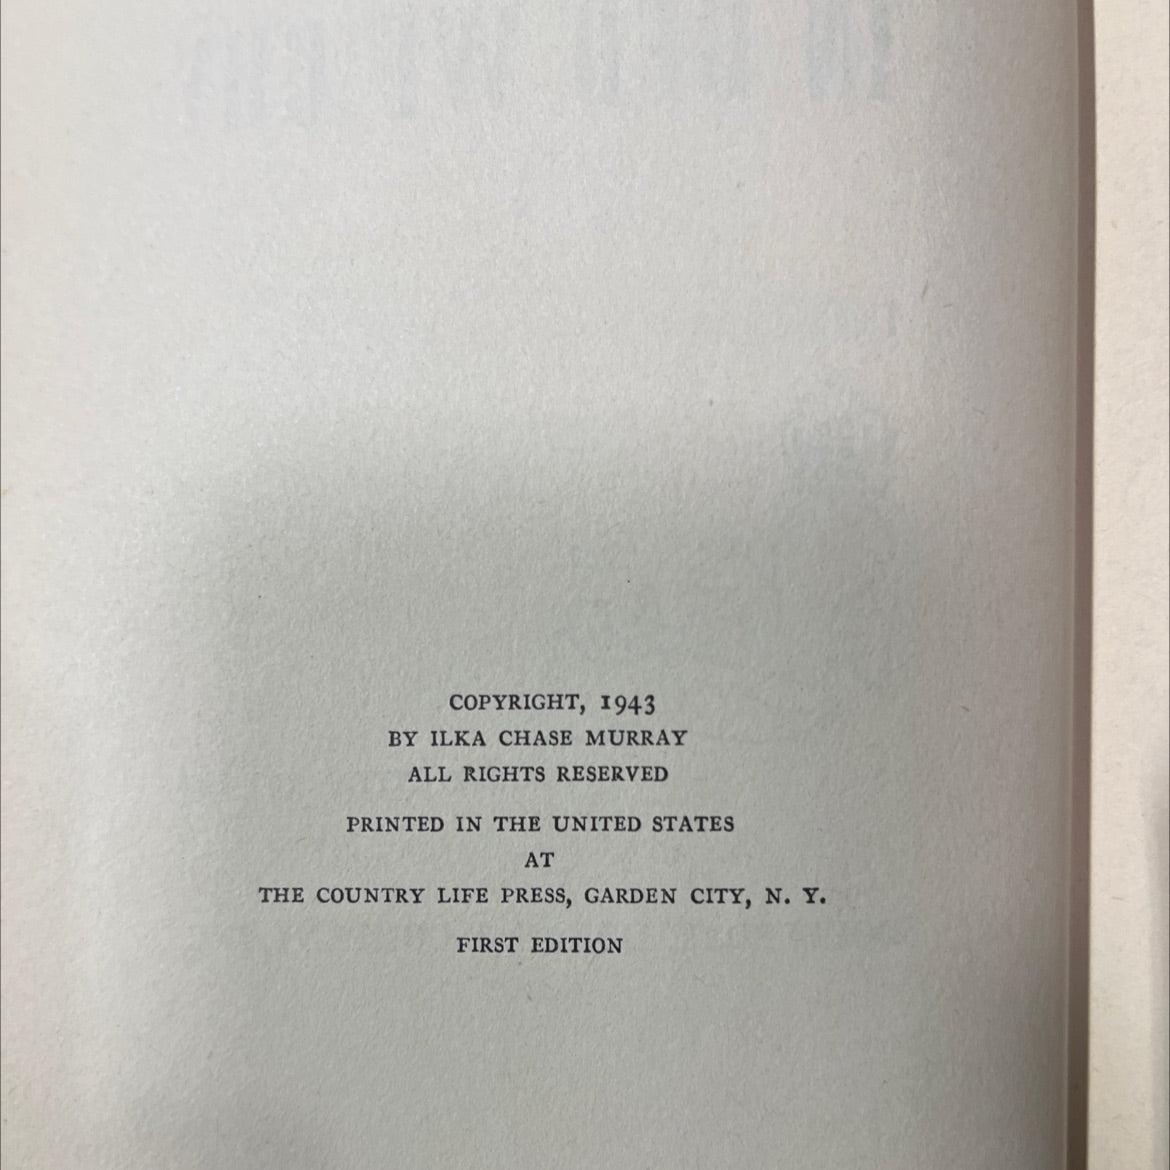 COPYRIGHT, 1943
BY ILKA CHASE MURRAY
ALL RIGHTS RESERVED
PRINTED IN THE UNITED STATES
AT
THE COUNTRY LIFE PRESS, GARDEN CITY, N. Y.
FIRST EDITION